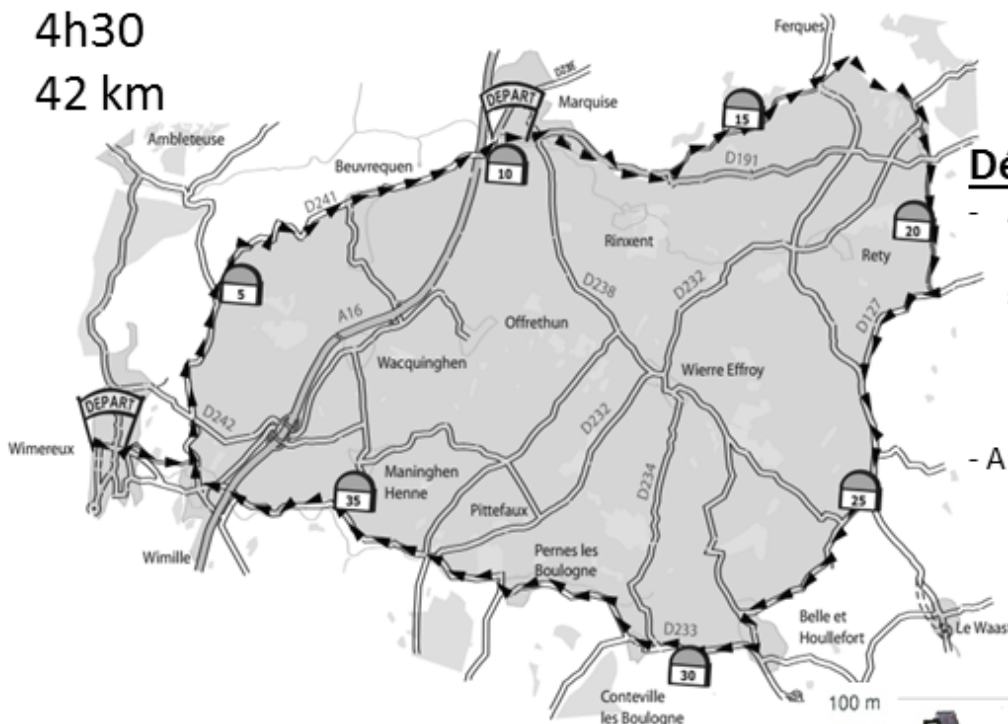 4h30
42 km
Ferques
DEPART
Marquise
15
Ambleteuse
Beuvrequen
10
D191
Dé
-
D241
Rinxent
20
Rety
5
A16
D238
D232
D127
Offrethun
Wacquinghen
Wierre Effroy
DEPART
D242
D232
Wimereux
Maninghen
Henne
D234
- A
35
25
Pittefaux
Wimille
Pernes les
Boulogne
Belle et
Houllefort
D233
Le Waast
30
Conteville
les Boulogne
100 m